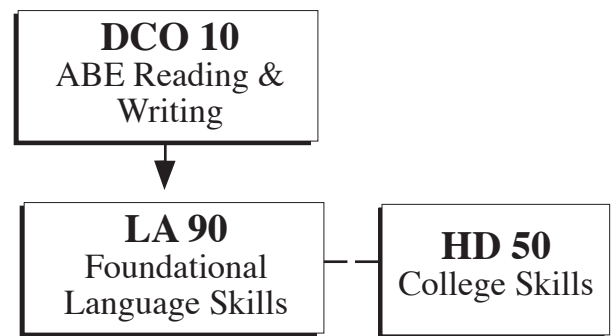 DCO 10
ABE Reading &
Writing
LA 90
Foundational
Language Skills
HD 50
College Skills